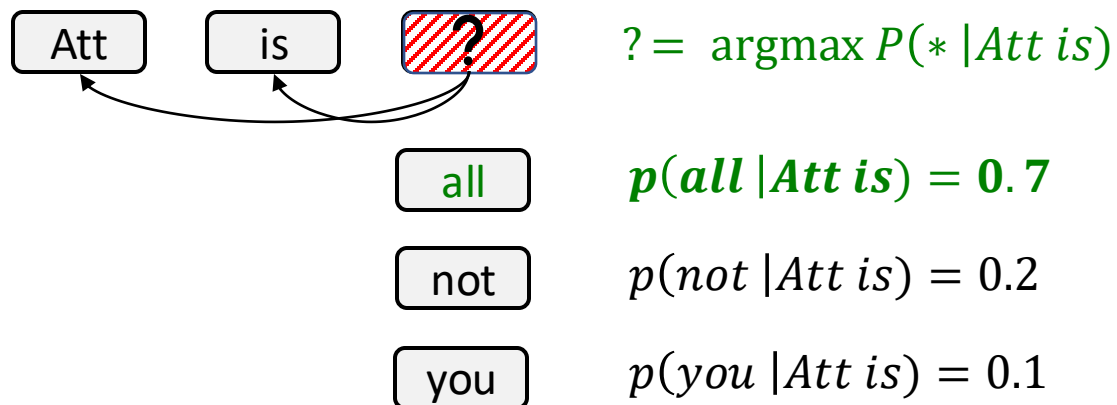 Att is ? ? = argmax P(* |Att is)
all p(all |Att is) = 0.7
not p(not |Att is) = 0.2
you p(you |Att is) = 0.1